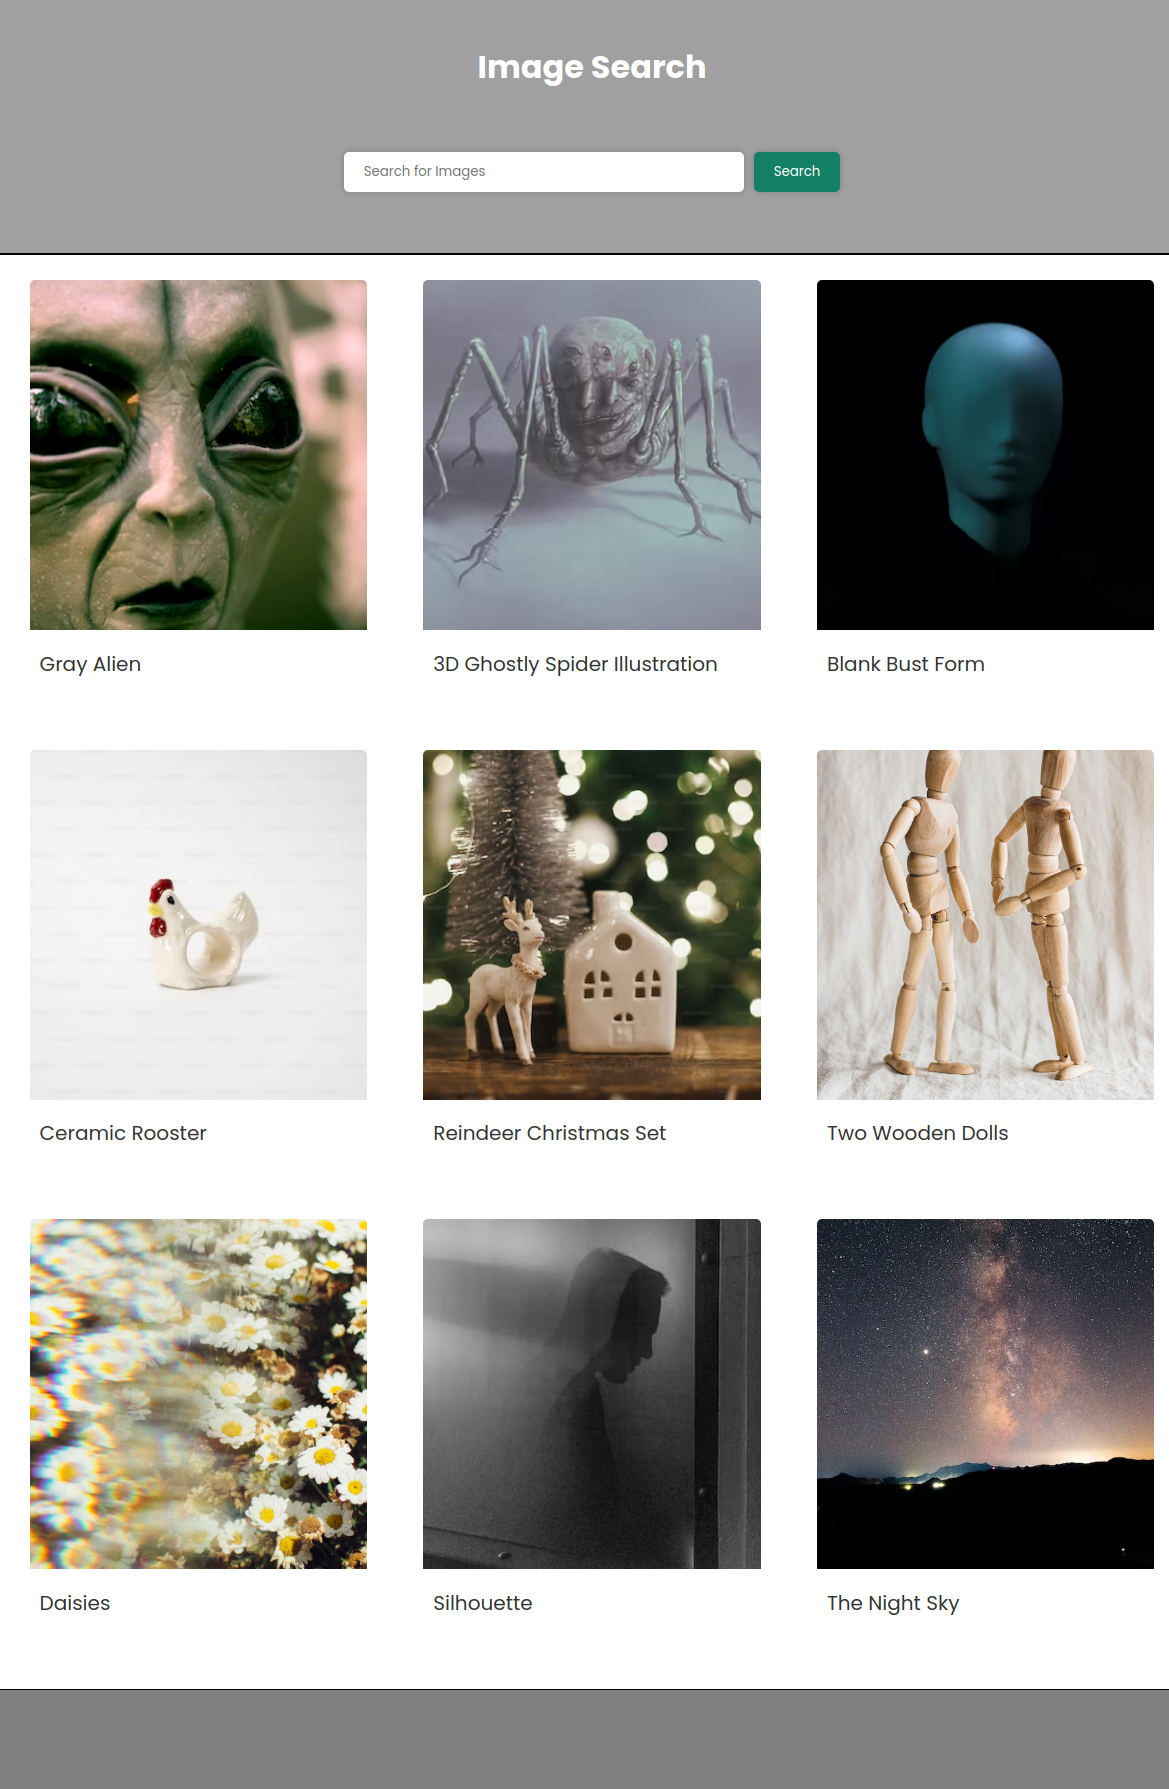 Image Search
Search for Images
Search
Gray Alien
3D Ghostly Spider Illustration
Blank Bust Form
Ceramic Rooster
Reindeer Christmas Set
Two Wooden Dolls
Daisies
Silhouette
The Night Sky